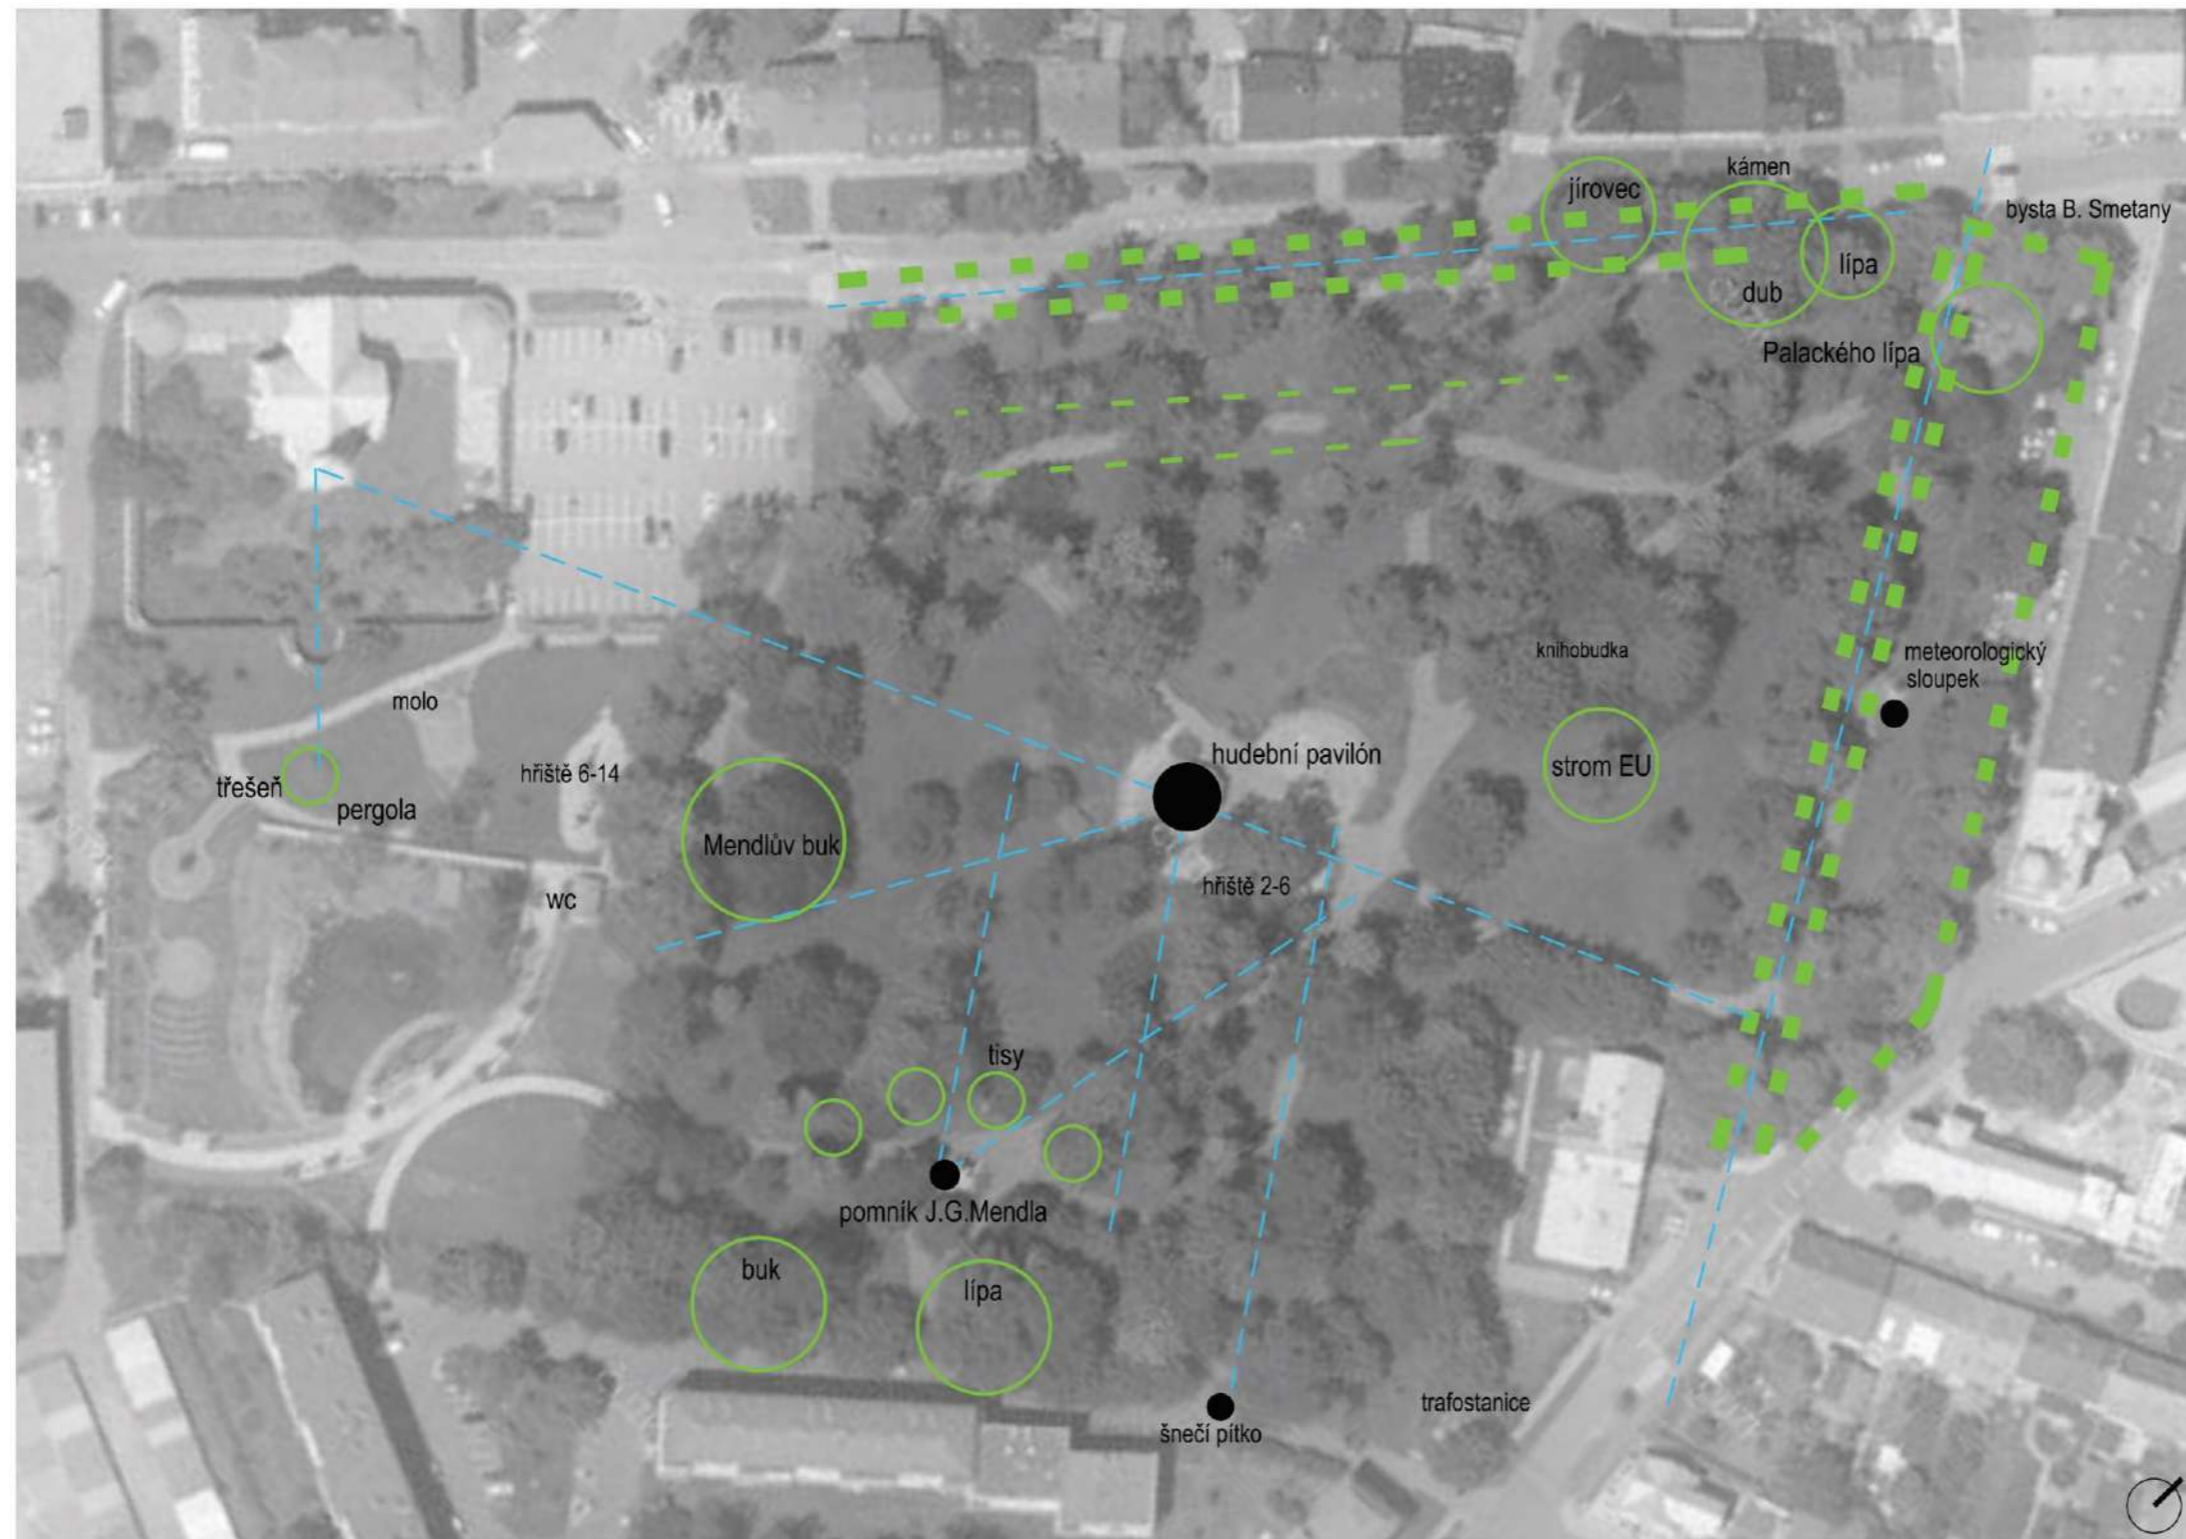 kámen
jírovec
bysta B. Smetany
lípa
dub
Palackého lípa
knihobudka
meteorologický
sloupek
molo
hudební pavilón
strom EU
hřiště 6-14
třešeň
pergola
Mendlův buk
hřiště 2-6
wc
tisy
pomník J.G.Mendla
buk
lípa
trafostanice
šnečí pítko